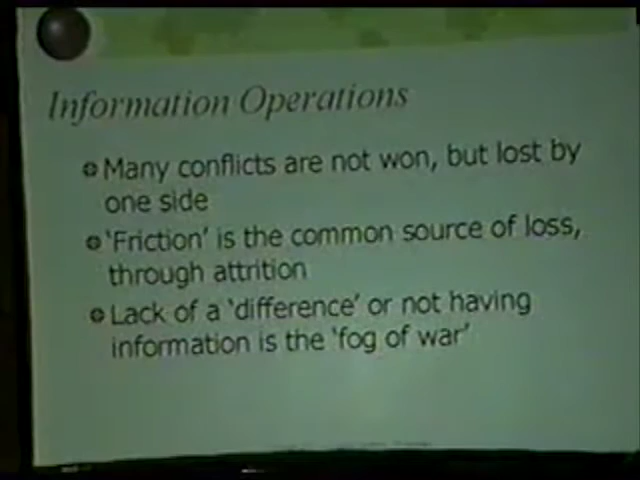 Information Operations
Many conflicts are not won, but lost by
one side
'Friction' is the common source of loss,
through attrition
Lack of a 'difference' or not having
information is the 'fog of war'